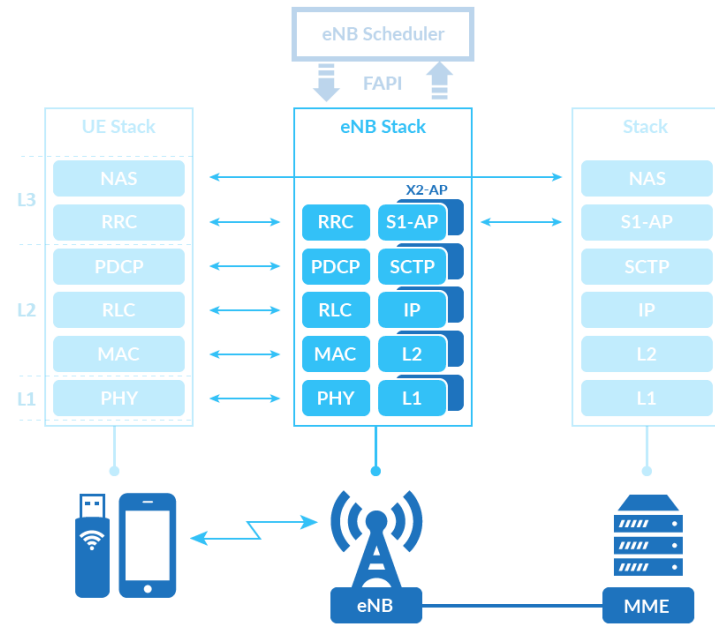 eNB Scheduler
FAPI
UE Stack
eNB Stack
Stack
NAS
NAS
X2-AP
L3
RRC
RRC
S1-AP
S1-AP
PDCP
PDCP
SCTP
SCTP
L2
RLC
RLC
IP
IP
MAC
MAC
L2
L2
L1
PHY
PHY
L1
L1
eNB
MME